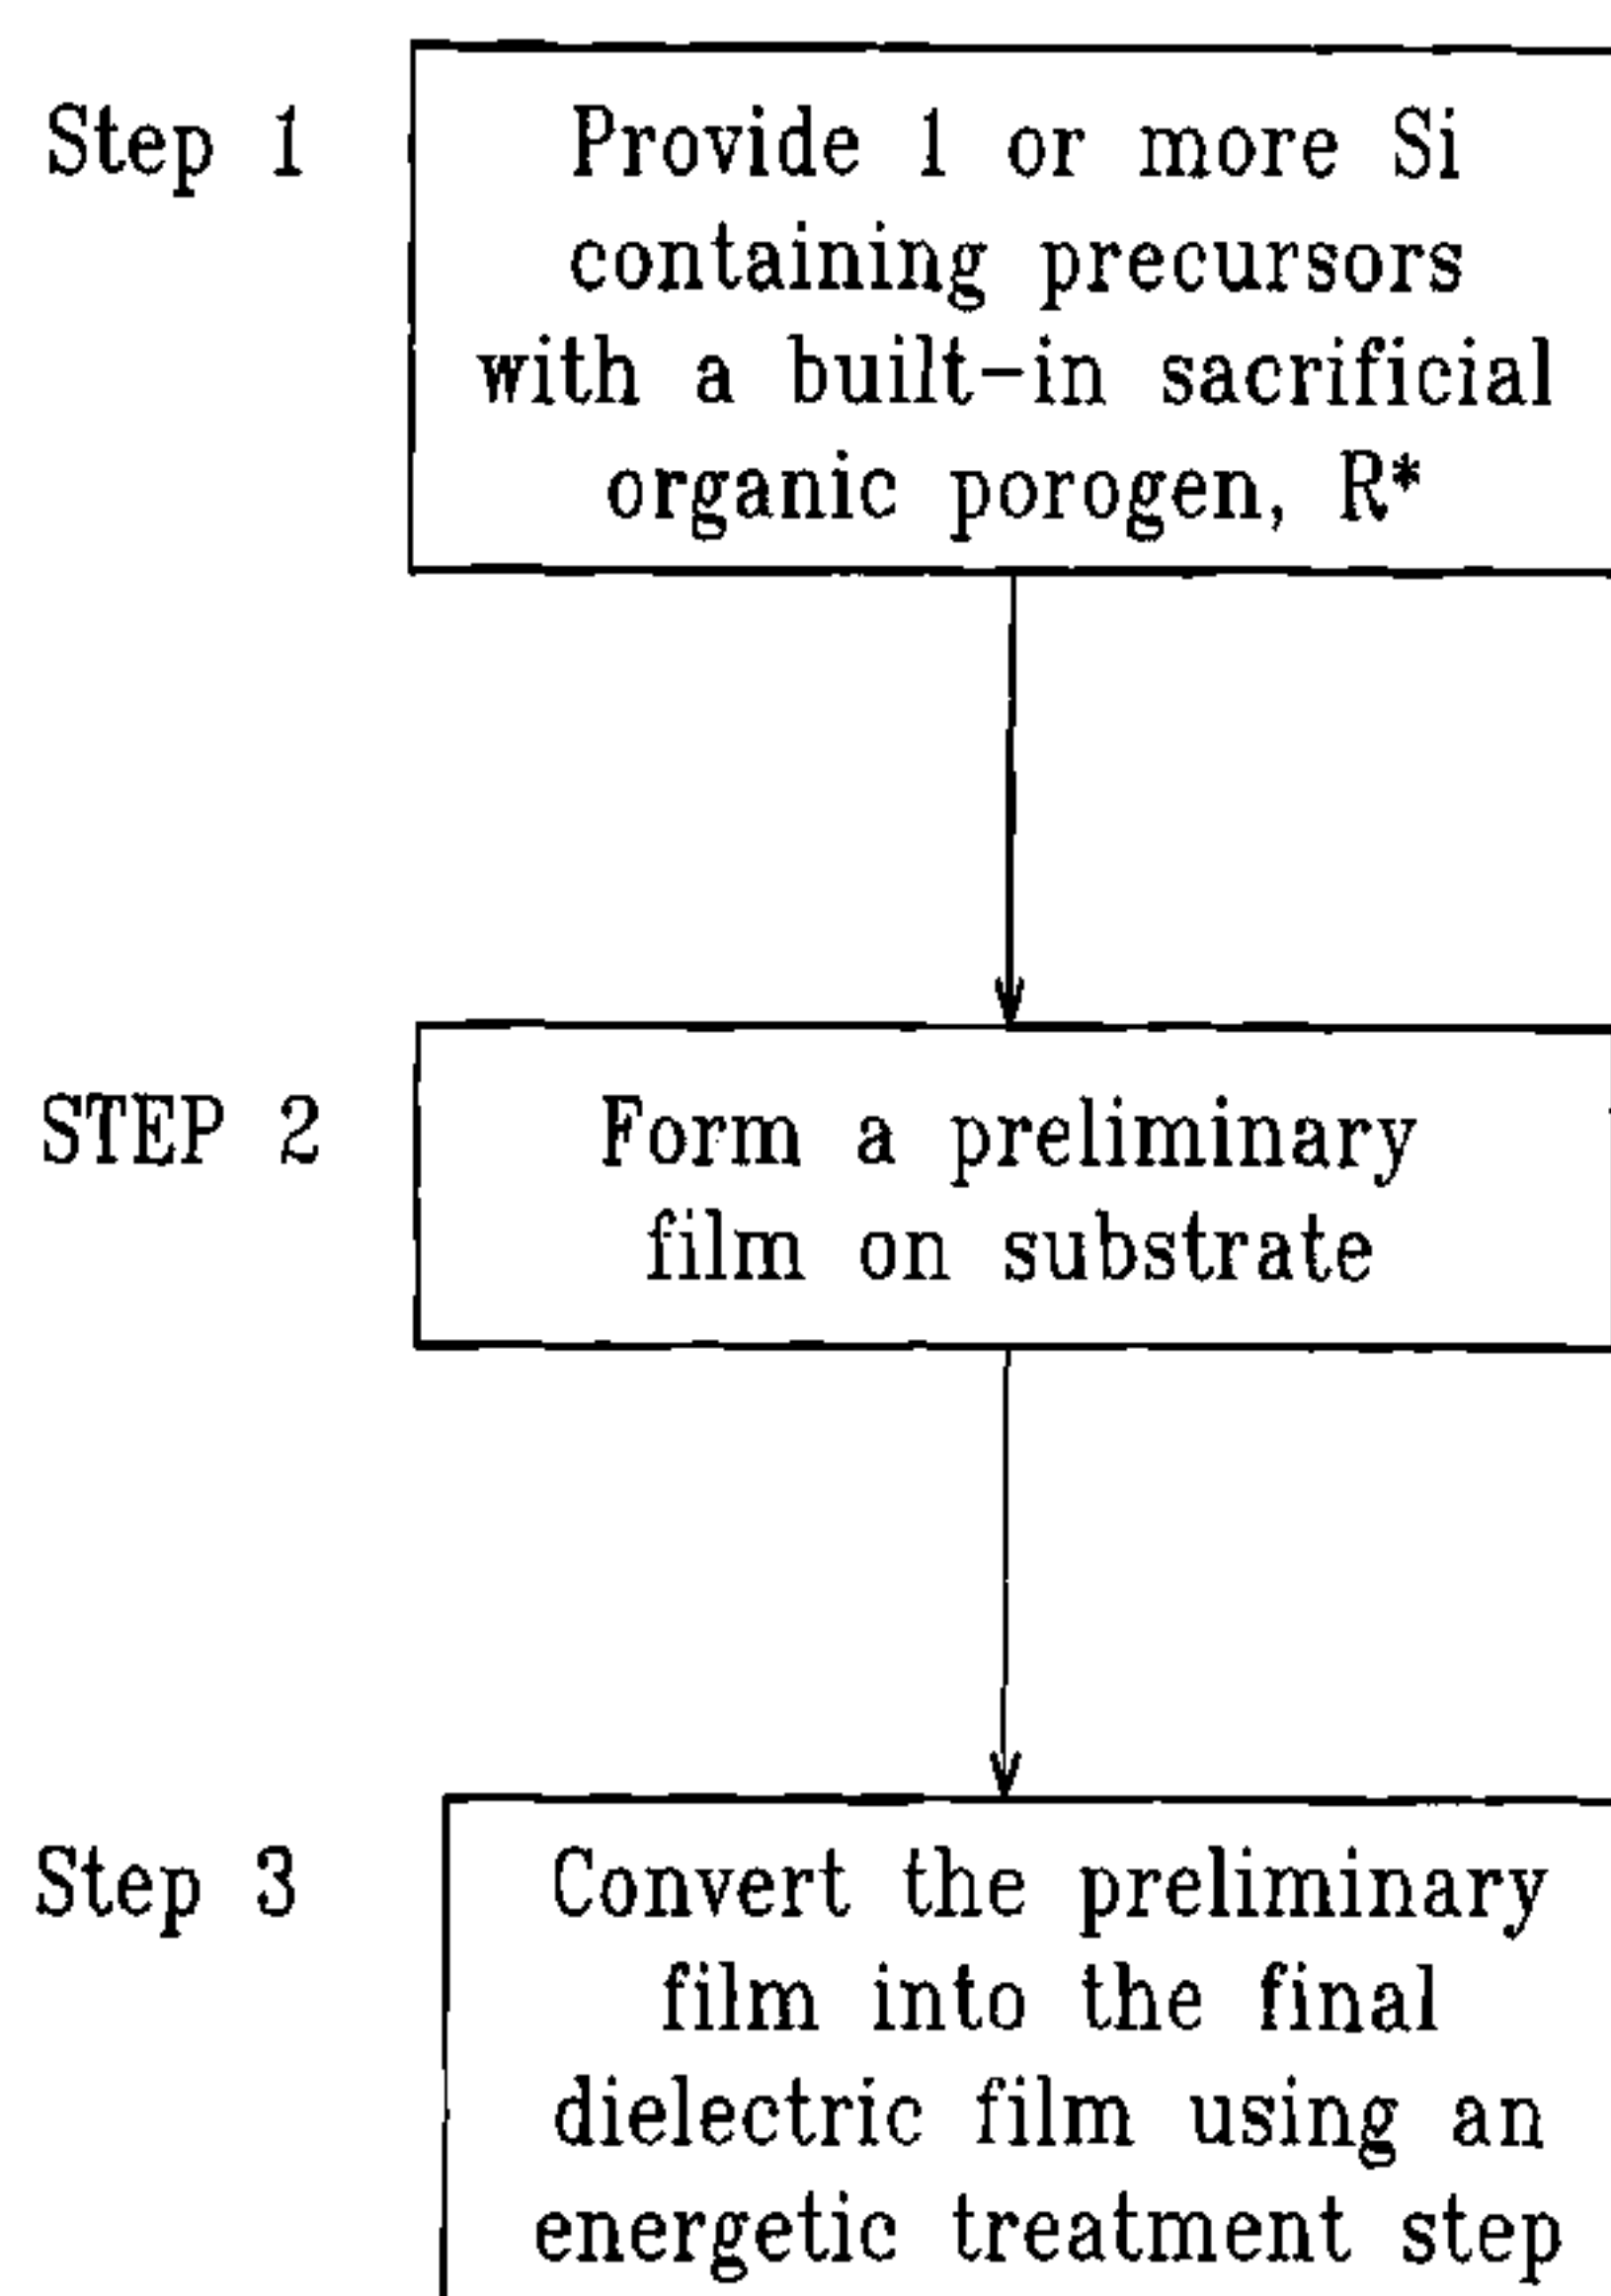 Step 1
Provide 1 or more Si
containing precursors
with a built-in sacrificial
organic porogen, R*
STEP 2
Form a preliminary
film on substrate
Step 3
Convert the preliminary
film into the final
dielectric film using an
energetic treatment step